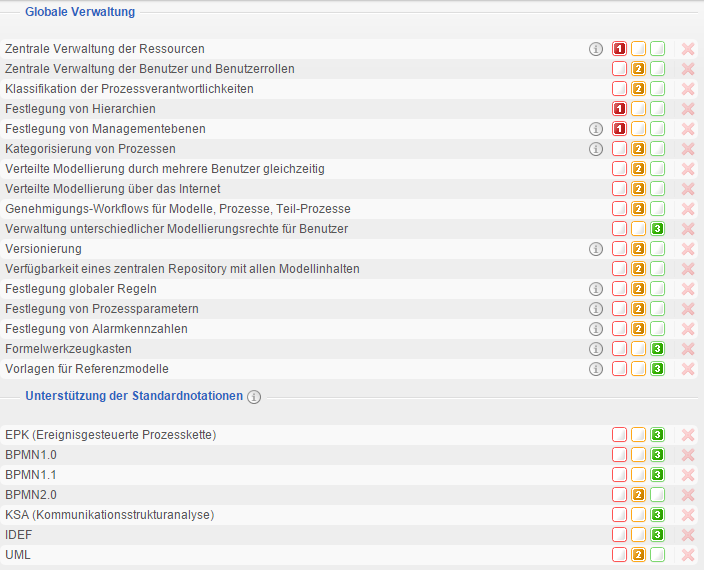 Globale Verwaltung
Zentrale Verwaltung der Ressourcen i 1
Zentrale Verwaltung der Benutzer und Benutzerrollen 2
Klassifikation der Prozessverantwortlichkeiten 2
Festlegung von Hierarchien 1
Festlegung von Managementebenen i 1
Kategorisierung von Prozessen i 2
Verteilte Modellierung durch mehrere Benutzer gleichzeitig 2
Verteilte Modellierung über das Internet 2
Genehmigungs-Workflows für Modelle, Prozesse, Teil-Prozesse 2
Verwaltung unterschiedlicher Modellierungsrechte für Benutzer 3
Versionierung i 2
Verfügbarkeit eines zentralen Repository mit allen Modellinhalten 2
Festlegung globaler Regeln i 2
Festlegung von Prozessparametern i 2
Festlegung von Alarmkennzahlen i 2
Formelwerkzeugkasten i 3
Vorlagen für Referenzmodelle i 3
Unterstützung der Standardnotationen i
EPK (Ereignisgesteuerte Prozesskette) 3
BPMN1.0 3
BPMN1.1 3
BPMN2.0 2
KSA (Kommunikationsstrukturanalyse) 3
IDEF 3
UML 2